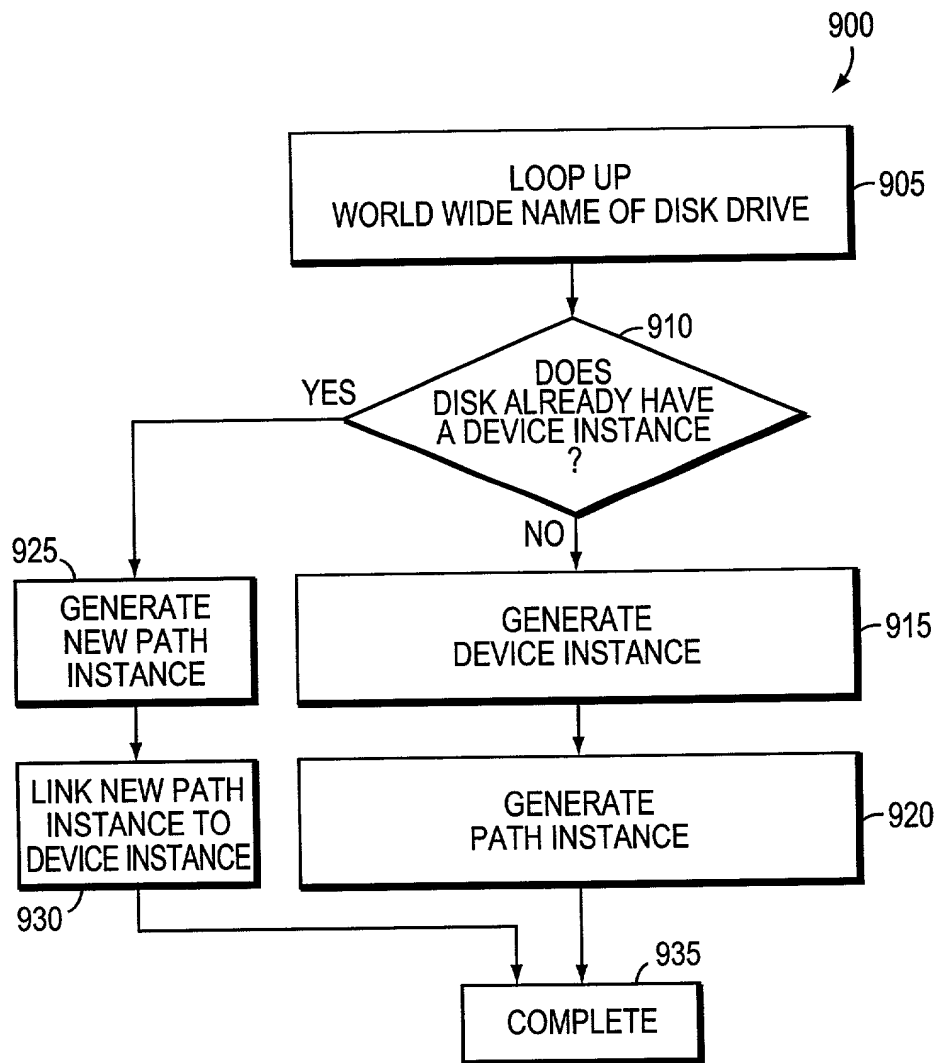 900
LOOP UP
WORLD WIDE NAME OF DISK DRIVE
905
910
DOES
DISK ALREADY HAVE
A DEVICE INSTANCE
?
YES
NO
925
GENERATE
NEW PATH
INSTANCE
GENERATE
DEVICE INSTANCE
915
LINK NEW PATH
INSTANCE TO
DEVICE INSTANCE
930
GENERATE
PATH INSTANCE
920
935
COMPLETE